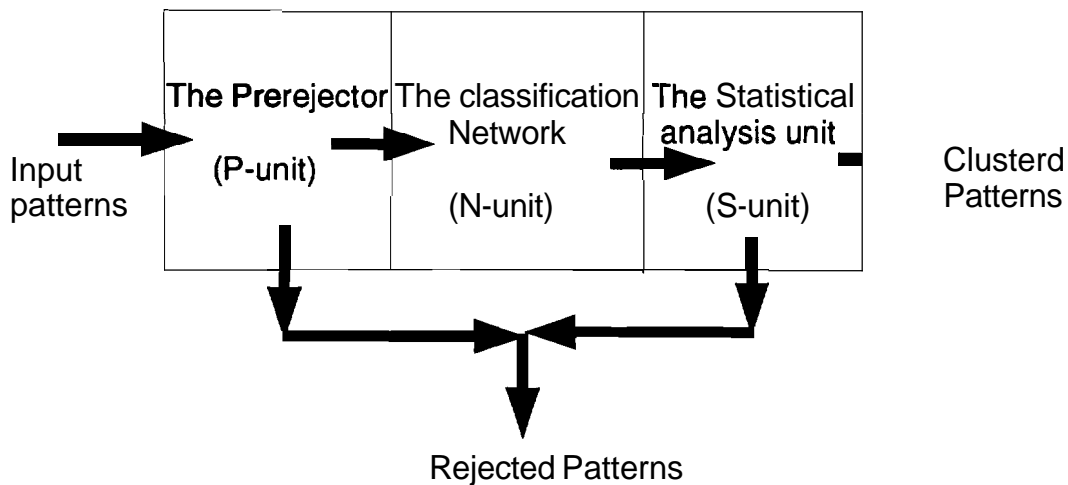 The Prerejector
(P-unit)
The classification
Network
(N-unit)
The Statistical
analysis unit
(S-unit)
Input
patterns
Clusterd
Patterns
Rejected Patterns